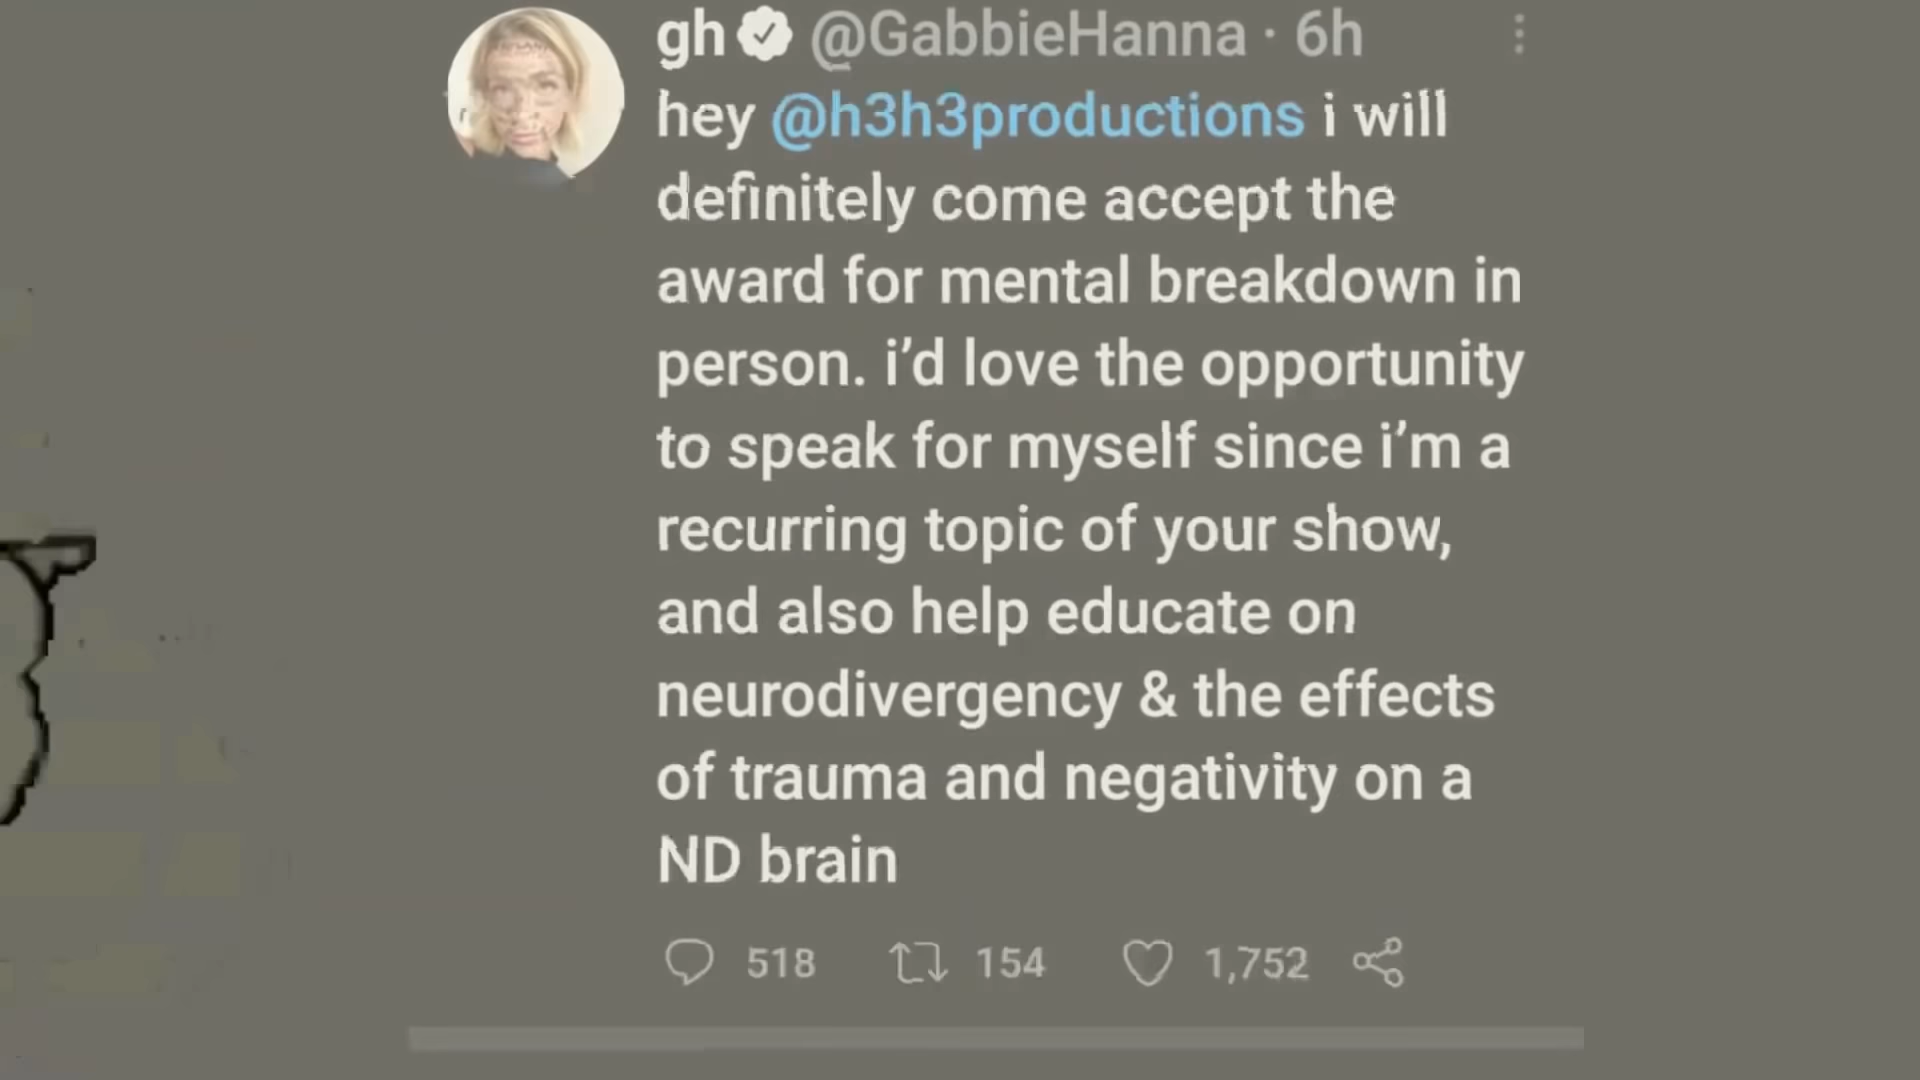 gh @GabbieHanna · 6h
hey @h3h3productions i will
definitely come accept the
award for mental breakdown in
person. i’d love the opportunity
to speak for myself since i’m a
recurring topic of your show,
and also help educate on
neurodivergency & the effects
of trauma and negativity on a
ND brain
518 154 1,752